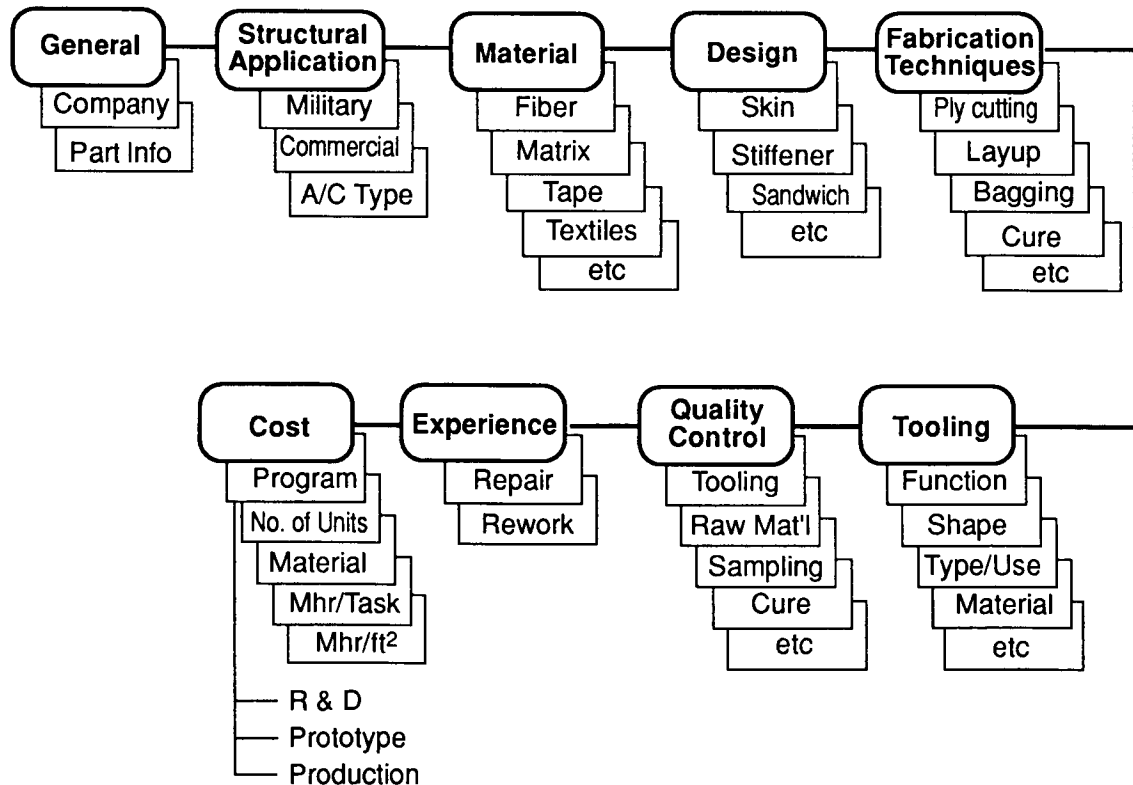 General
Company
Part Info
Structural
Application
Military
Commercial
A/C Type
Material
Fiber
Matrix
Tape
Textiles
etc
Design
Skin
Stiffener
Sandwich
etc
Fabrication
Techniques
Ply cutting
Layup
Bagging
Cure
etc
Cost
Program
No. of Units
Material
Mhr/Task
Mhr/ft²
R & D
Prototype
Production
Experience
Repair
Rework
Quality
Control
Tooling
Raw Mat'l
Sampling
Cure
etc
Tooling
Function
Shape
Type/Use
Material
etc